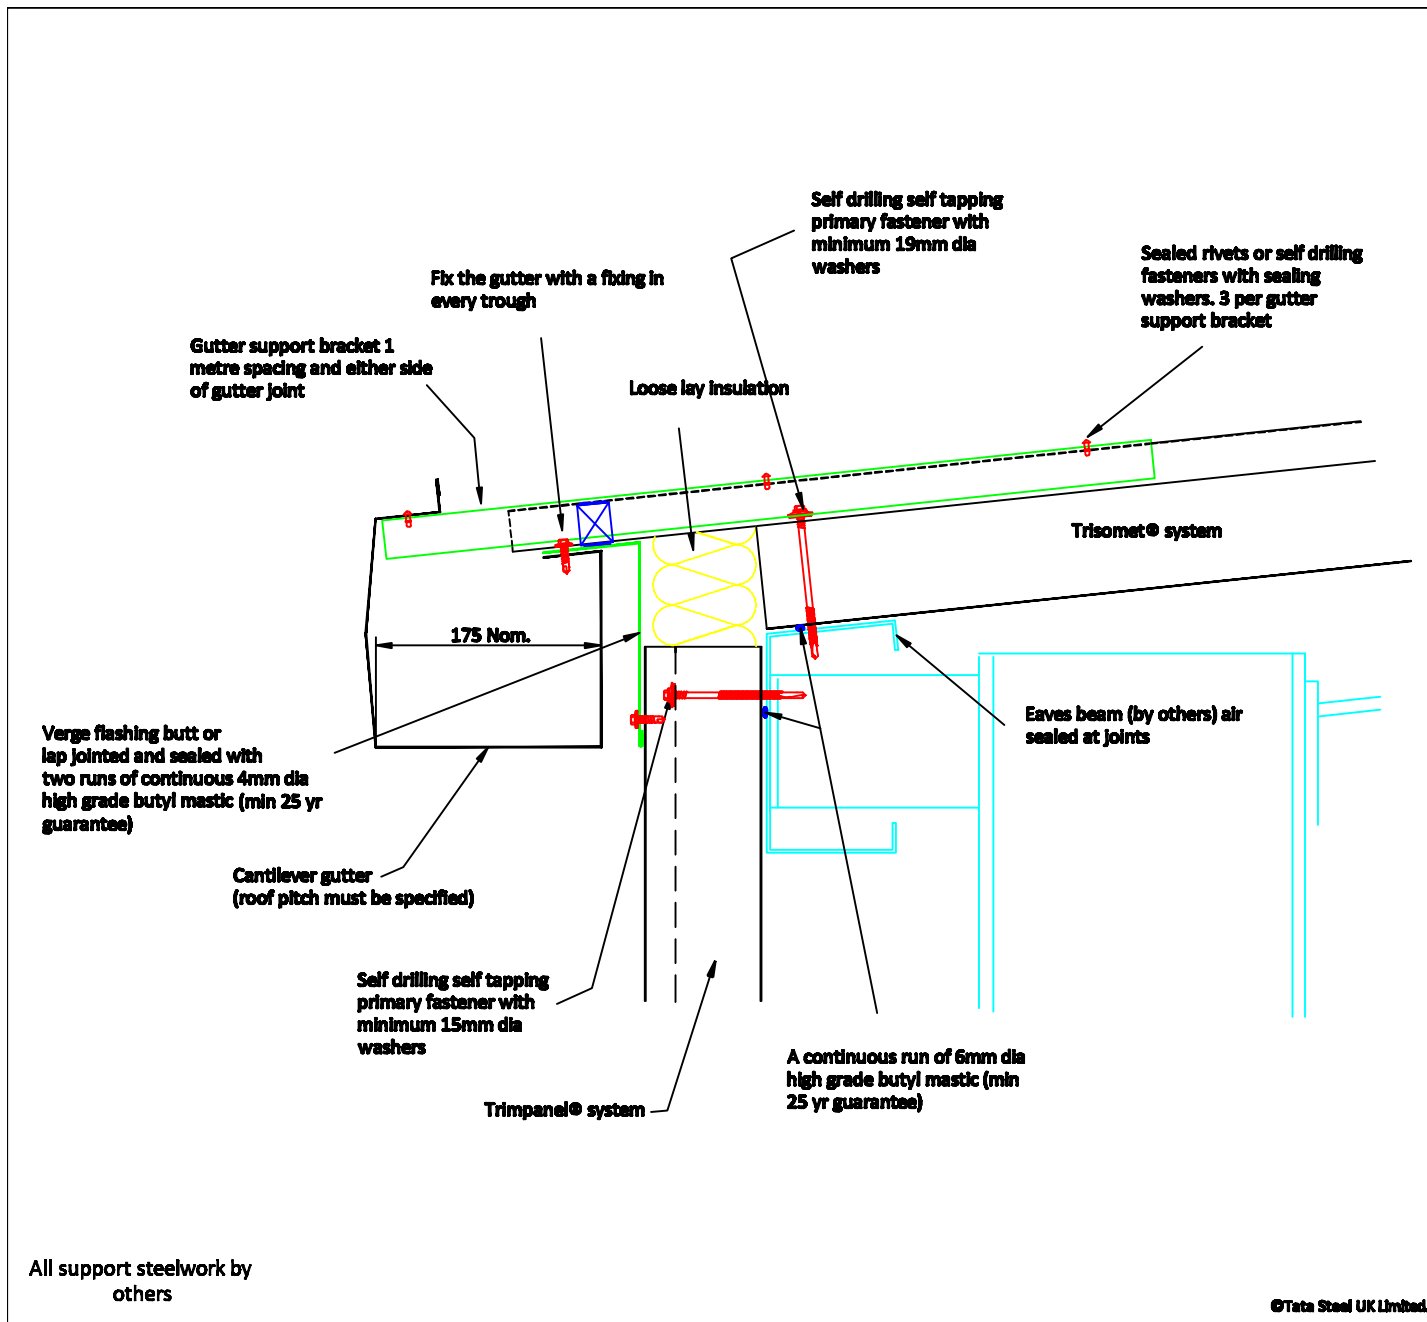 Self drilling self tapping
primary fastener with
minimum 19mm dia
washers
Sealed rivets or self drilling
fasteners with sealing
washers. 3 per gutter
support bracket
Fix the gutter with a fixing in
every trough
Gutter support bracket 1
metre spacing and either side
of gutter joint
Loose lay insulation
Trisomet® system
175 Nom.
Verge flashing butt or
lap jointed and sealed with
two runs of continuous 4mm dia
high grade butyl mastic (min 25 yr
guarantee)
Eaves beam (by others) air
sealed at joints
Cantilever gutter
(roof pitch must be specified)
Self drilling self tapping
primary fastener with
minimum 15mm dia
washers
A continuous run of 6mm dia
high grade butyl mastic (min
25 yr guarantee)
Trimpanel® system
All support steelwork by
others
©Tata Steel UK Limited.